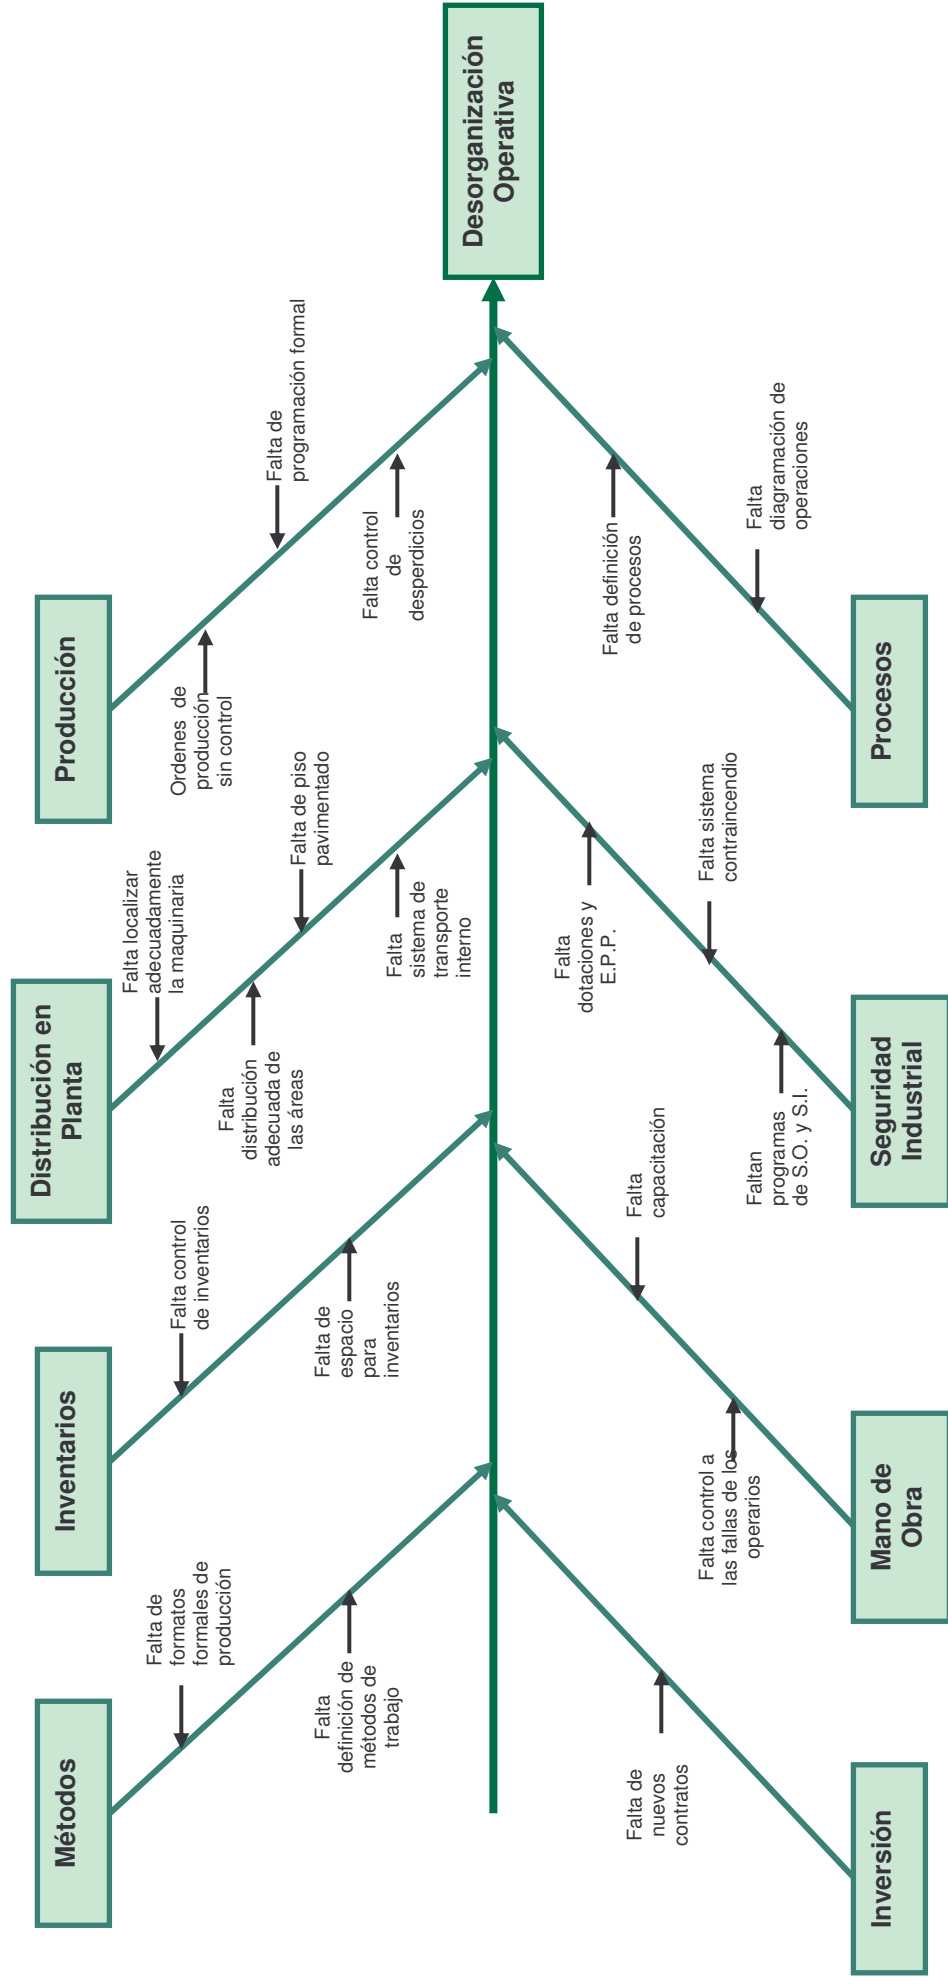 Métodos
Falta de
formatos
formales de
producción
Falta
definición de
métodos de
trabajo
Inventarios
Falta control
de inventarios
Falta de
espacio
para
inventarios
Distribución en
Planta
Falta localizar
adecuadamente
la maquinaria
Falta
distribución
adecuada de
las áreas
Falta de piso
pavimentado
Falta
sistema de
transporte
interno
Producción
Ordenes de
producción
sin control
Falta de
programación formal
Falta control
de
desperdicios
Desorganización
Operativa
Falta de
nuevos
contratos
Inversión
Falta
capacitación
Falta control a
las fallas de los
operarios
Mano de
Obra
Falta
dotaciones y
E.P.P.
Falta sistema
contraincendio
Faltan
programas
de S.O. y S.I.
Seguridad
Industrial
Falta definición
de procesos
Falta
diagramación de
operaciones
Procesos